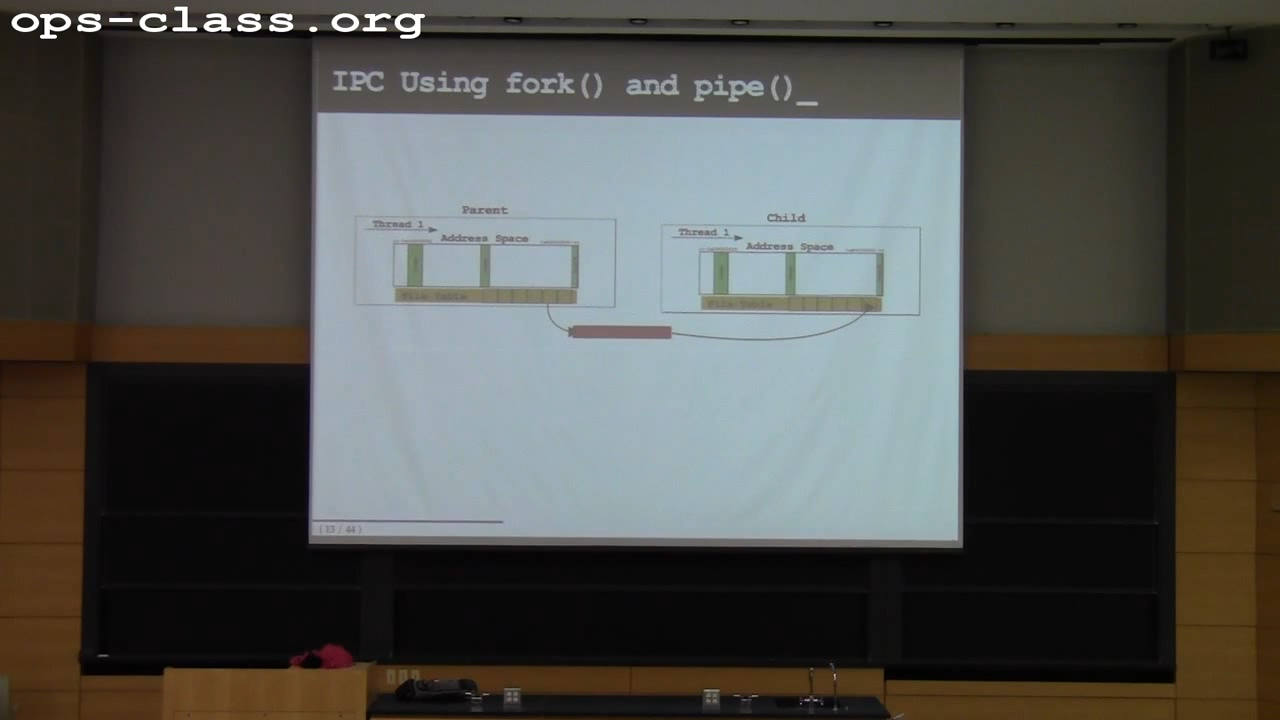 ops-class.org
IPC Using fork() and pipe()_
Parent
Thread 1
Address Space
File Table
Child
Thread 1
Address Space
File Table
(13 / 44)